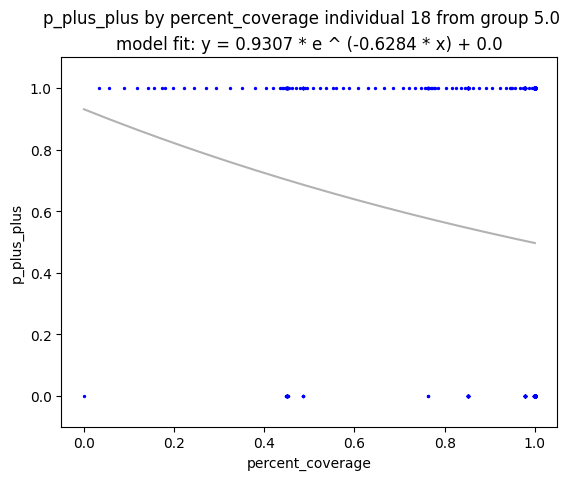 p_plus_plus by percent_coverage individual 18 from group 5.0
model fit: y = 0.9307 * e ^ (-0.6284 * x) + 0.0
1.0
0.8
0.6
0.4
0.2
0.0
p_plus_plus
0.0 0.2 0.4 0.6 0.8 1.0
percent_coverage